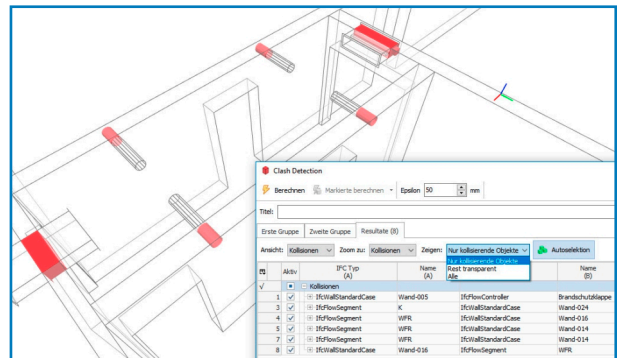 Clash Detection
Berechnen Markierte berechnen Epsilon 50 mm
Titel:
Erste Gruppe Zweite Gruppe Resultate (8)
Ansicht: Kollisionen Zoom zu: Kollisionen Zeigen: Nur kollisierende Objekte Autoselektion
Nur kollisierende Objekte
Rest transparent
Alle
Aktiv IFC Typ (A) Name (A) Name (B)
√ Kollisionen
1 IfcWallStandardCase Wand-005 IfcFlowController Brandschutzklappe
3 IfcFlowSegment K IfcWallStandardCase Wand-024
4 IfcFlowSegment WFR IfcWallStandardCase Wand-016
5 IfcFlowSegment WFR IfcWallStandardCase Wand-014
7 IfcFlowSegment WFR IfcWallStandardCase Wand-014
8 IfcWallStandardCase Wand-016 IfcFlowSegment WFR